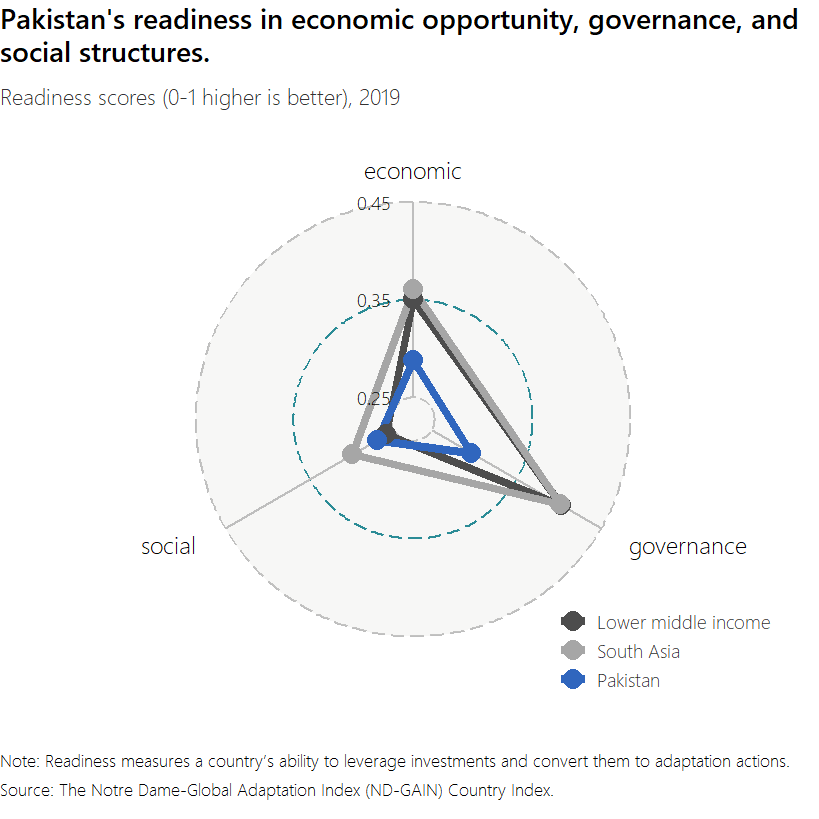 Pakistan's readiness in economic opportunity, governance, and
social structures.
Readiness scores (0-1 higher is better), 2019
economic
0.45
0.35
0.25
social
governance
Lower middle income
South Asia
Pakistan
Note: Readiness measures a country’s ability to leverage investments and convert them to adaptation actions.
Source: The Notre Dame-Global Adaptation Index (ND-GAIN) Country Index.